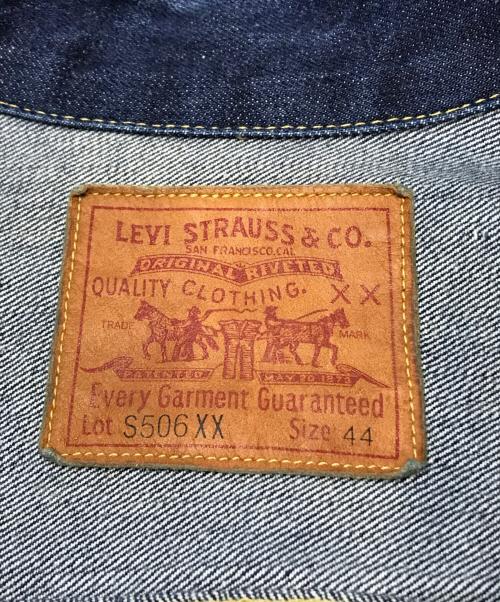 LEVI STRAUSS & CO.
SAN FRANCISCO, CAL.
ORIGINAL RIVETED
QUALITY CLOTHING. XX
TRADE MARK
PATENTED MAY 20 1873
Every Garment Guaranteed
Lot S506XX Size 44